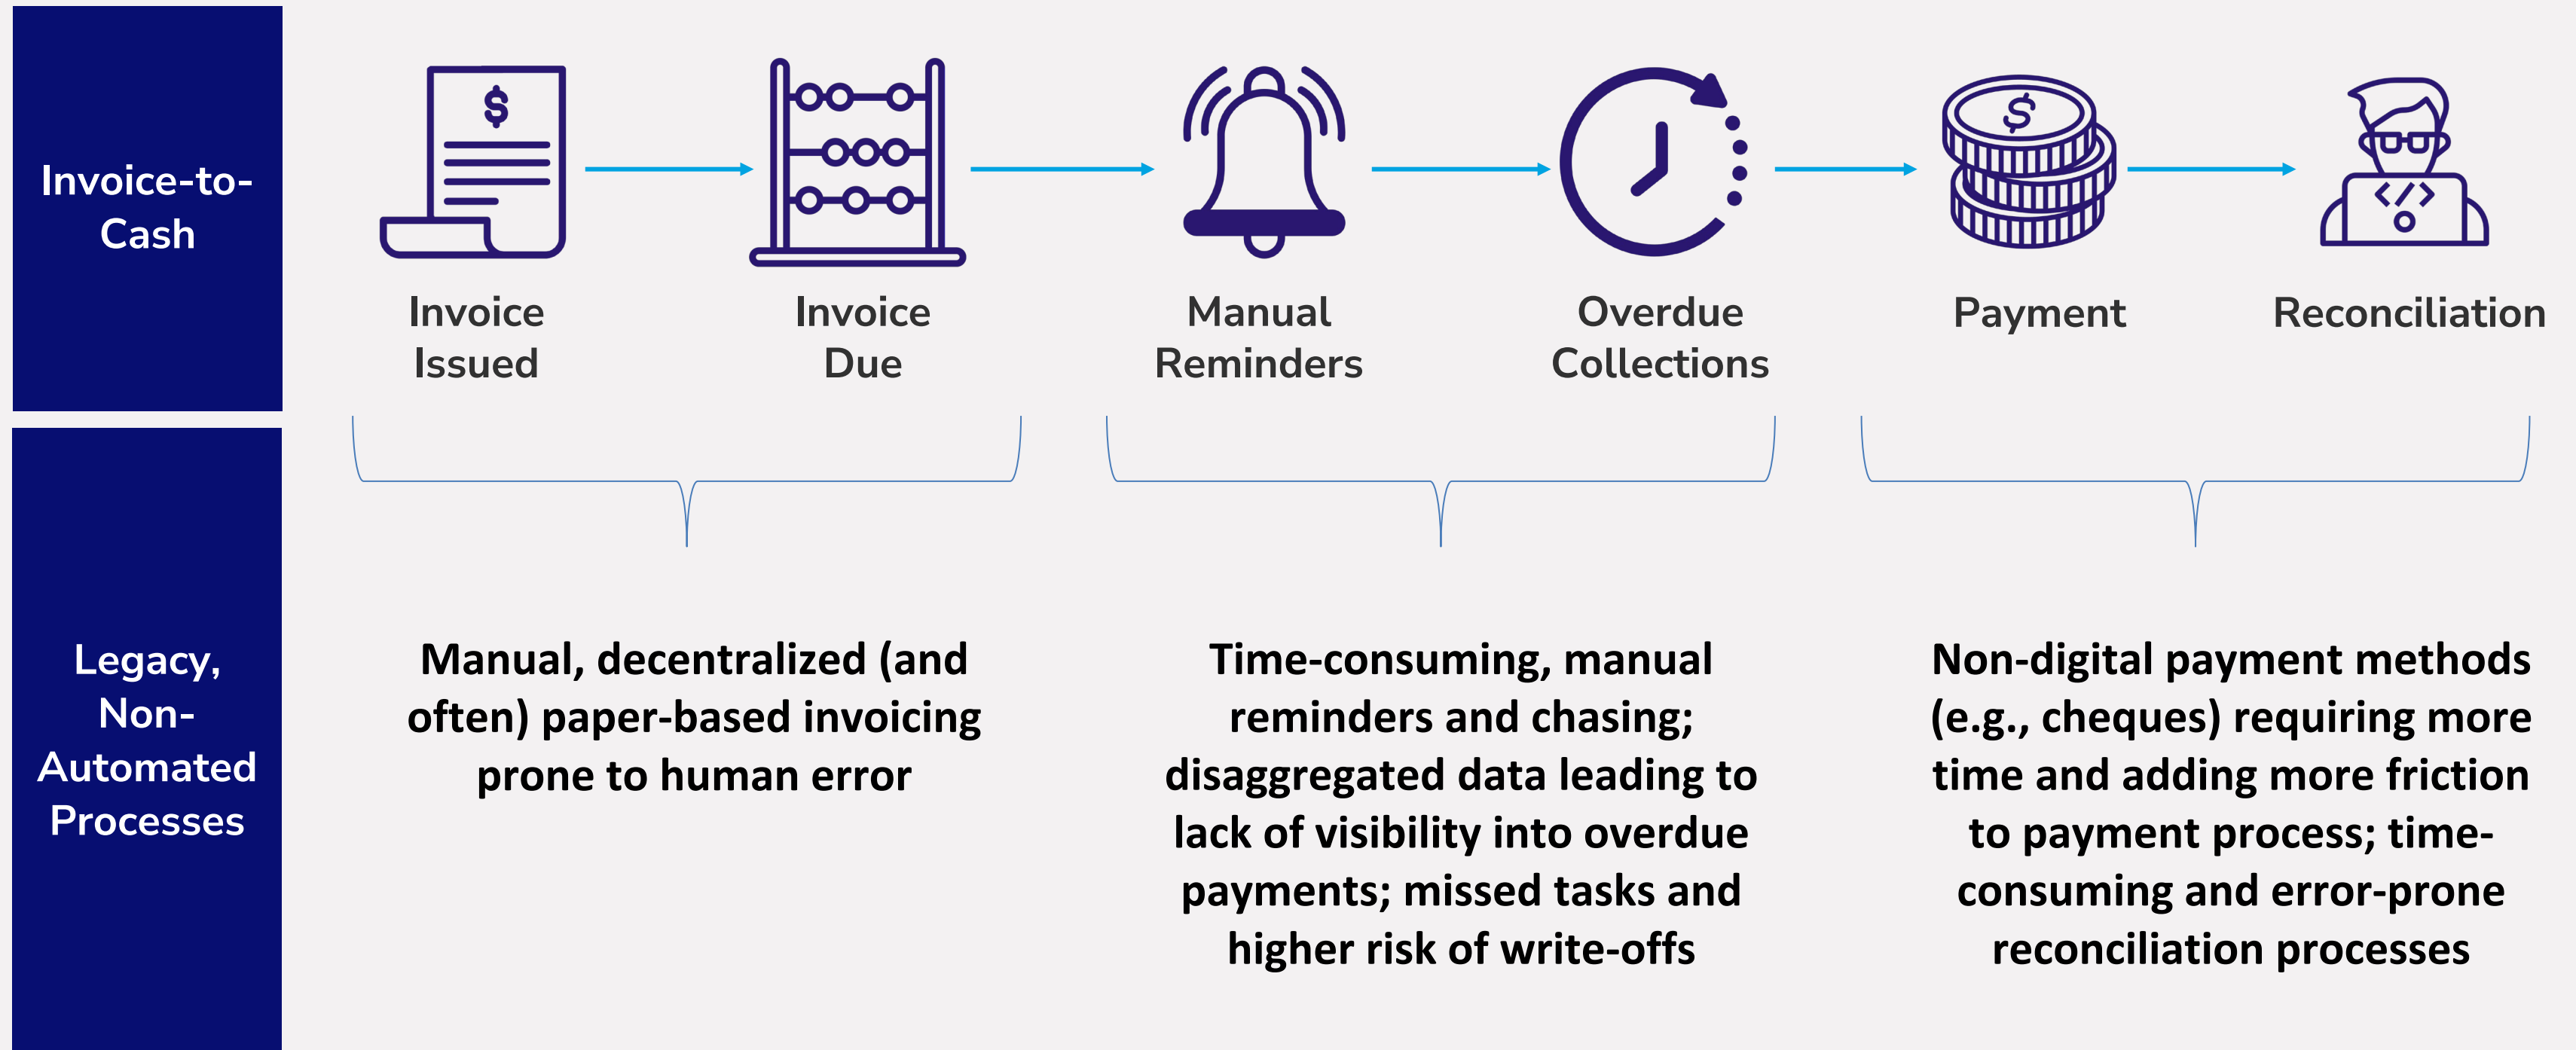 Invoice-to-
Cash
$
$
</>
Invoice
Issued
Invoice
Due
Manual
Reminders
Overdue
Collections
Payment
Reconciliation
Legacy,
Non-
Automated
Processes
Manual, decentralized (and
often) paper-based invoicing
prone to human error
Time-consuming, manual
reminders and chasing;
disaggregated data leading to
lack of visibility into overdue
payments; missed tasks and
higher risk of write-offs
Non-digital payment methods
(e.g., cheques) requiring more
time and adding more friction
to payment process; time-
consuming and error-prone
reconciliation processes